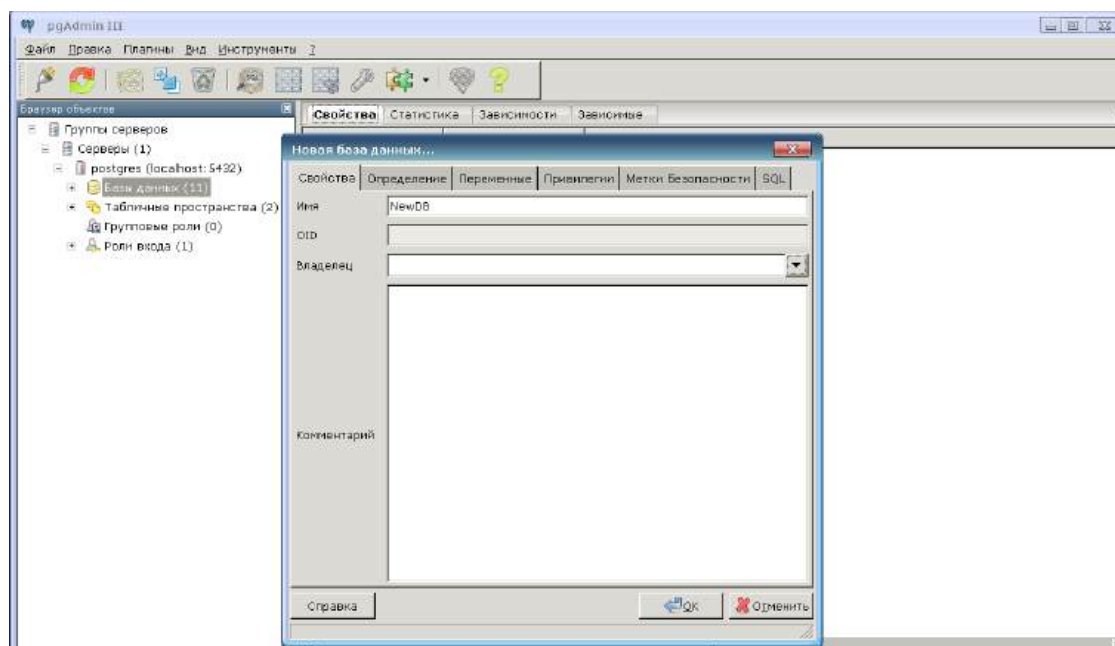 pgAdmin III
Файл Правка Плагины Вид Инструменты ?
Браузер объектов
Свойства Статистика Зависимости Зависимые
Группы серверов
Серверы (1)
postgres (localhost:5432)
Базы данных (11)
Табличные пространства (2)
Групповые роли (0)
Роли входа (1)
Новая база данных...
Свойства Определение Переменные Привилегии Метки Безопасности SQL
Имя NewDB
OID
Владелец
Комментарий
Справка OK Отменить